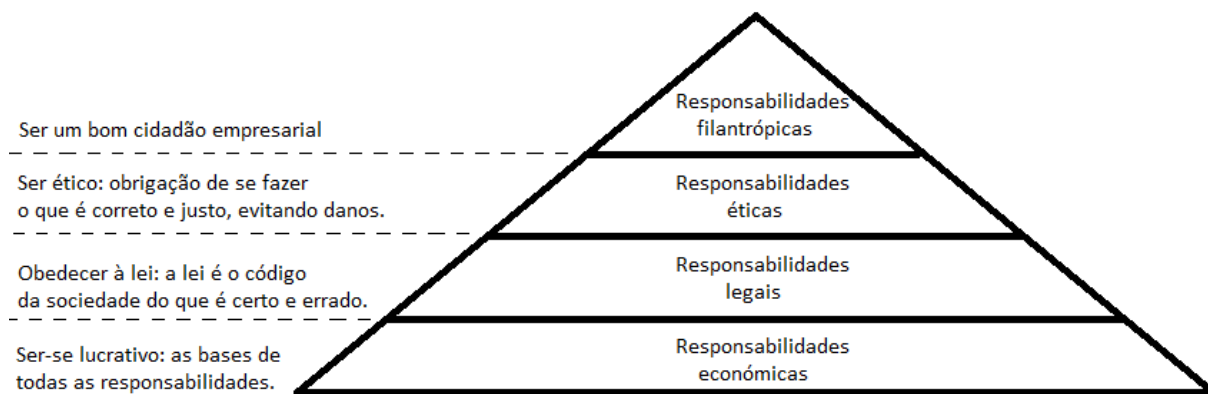 Responsabilidades
filantrópicas
Ser um bom cidadão empresarial
Responsabilidades
éticas
Ser ético: obrigação de se fazer
o que é correto e justo, evitando danos.
Responsabilidades
legais
Obedecer à lei: a lei é o código
da sociedade do que é certo e errado.
Responsabilidades
económicas
Ser-se lucrativo: as bases de
todas as responsabilidades.